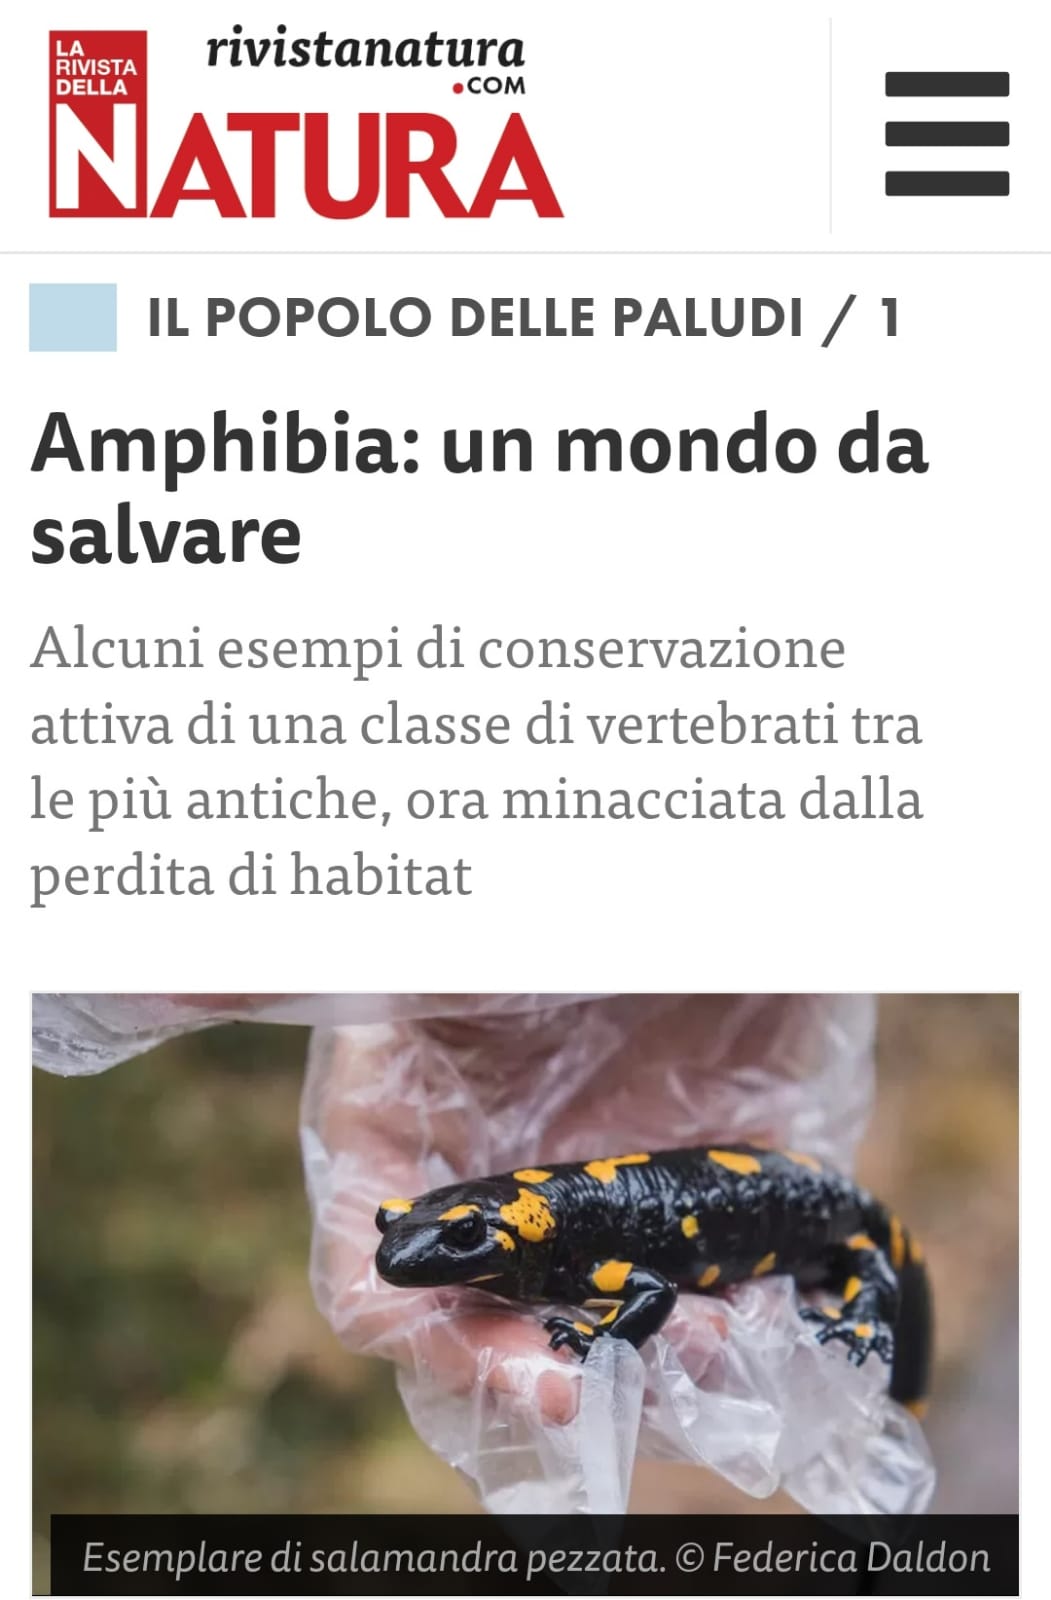 LA
RIVISTA
DELLA
NATURA
rivistanatura
.COM
IL POPOLO DELLE PALUDI / 1
Amphibia: un mondo da
salvare
Alcuni esempi di conservazione
attiva di una classe di vertebrati tra
le più antiche, ora minacciata dalla
perdita di habitat
Esemplare di salamandra pezzata. © Federica Daldon